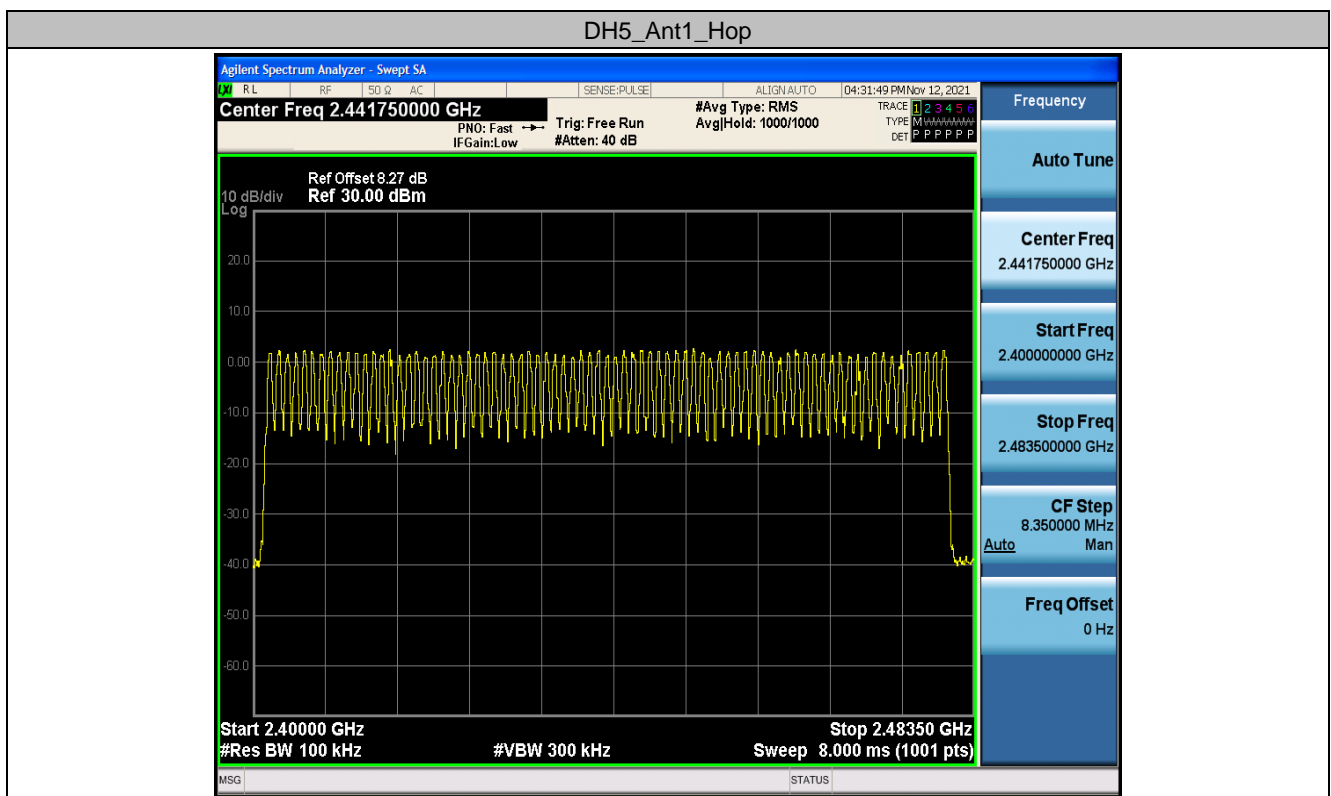 DH5_Ant1_Hop
Agilent Spectrum Analyzer - Swept SA
LXI RL RF 50 Ω AC SENSE:PULSE ALIGN AUTO 04:31:49 PM Nov 12, 2021
Center Freq 2.441750000 GHz
PNO: Fast
IFGain:Low
Trig: Free Run
#Atten: 40 dB
#Avg Type: RMS
Avg|Hold: 1000/1000
TRACE 1 2 3 4 5 6
TYPE M
DET P P P P P P
Frequency
Auto Tune
Center Freq
2.441750000 GHz
Start Freq
2.400000000 GHz
Stop Freq
2.483500000 GHz
CF Step
8.350000 MHz
Auto Man
Freq Offset
0 Hz
Ref Offset 8.27 dB
10 dB/div Ref 30.00 dBm
Log
20.0
10.0
0.00
-10.0
-20.0
-30.0
-40.0
-50.0
-60.0
Start 2.40000 GHz Stop 2.48350 GHz
#Res BW 100 kHz #VBW 300 kHz Sweep 8.000 ms (1001 pts)
MSG STATUS